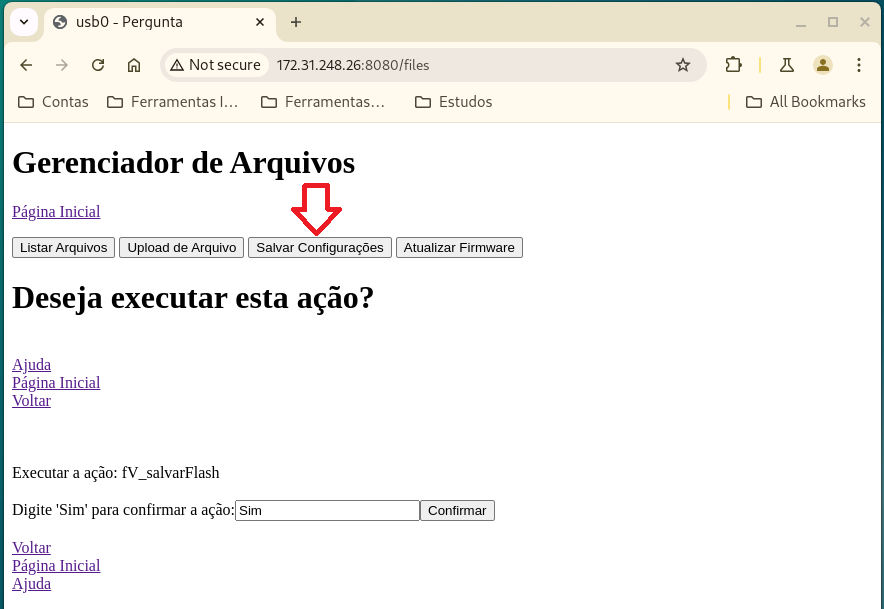 usb0 - Pergunta
Not secure 172.31.248.26:8080/files
Contas Ferramentas I... Ferramentas... Estudos All Bookmarks
Gerenciador de Arquivos
Página Inicial
Listar Arquivos Upload de Arquivo Salvar Configurações Atualizar Firmware
Deseja executar esta ação?
Ajuda
Página Inicial
Voltar
Executar a ação: fV_salvarFlash
Digite 'Sim' para confirmar a ação: Sim Confirmar
Voltar
Página Inicial
Ajuda